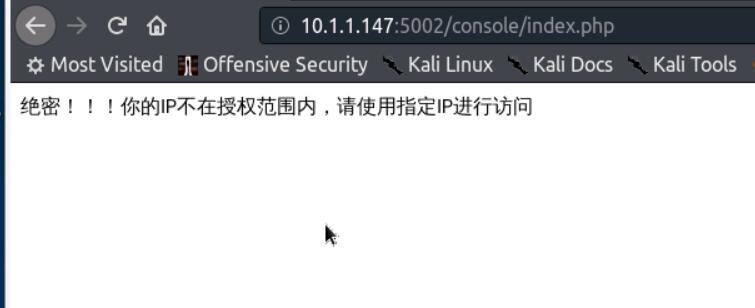 10.1.1.147:5002/console/index.php
Most Visited Offensive Security Kali Linux Kali Docs Kali Tools
绝密！！！你的IP不在授权范围内，请使用指定IP进行访问